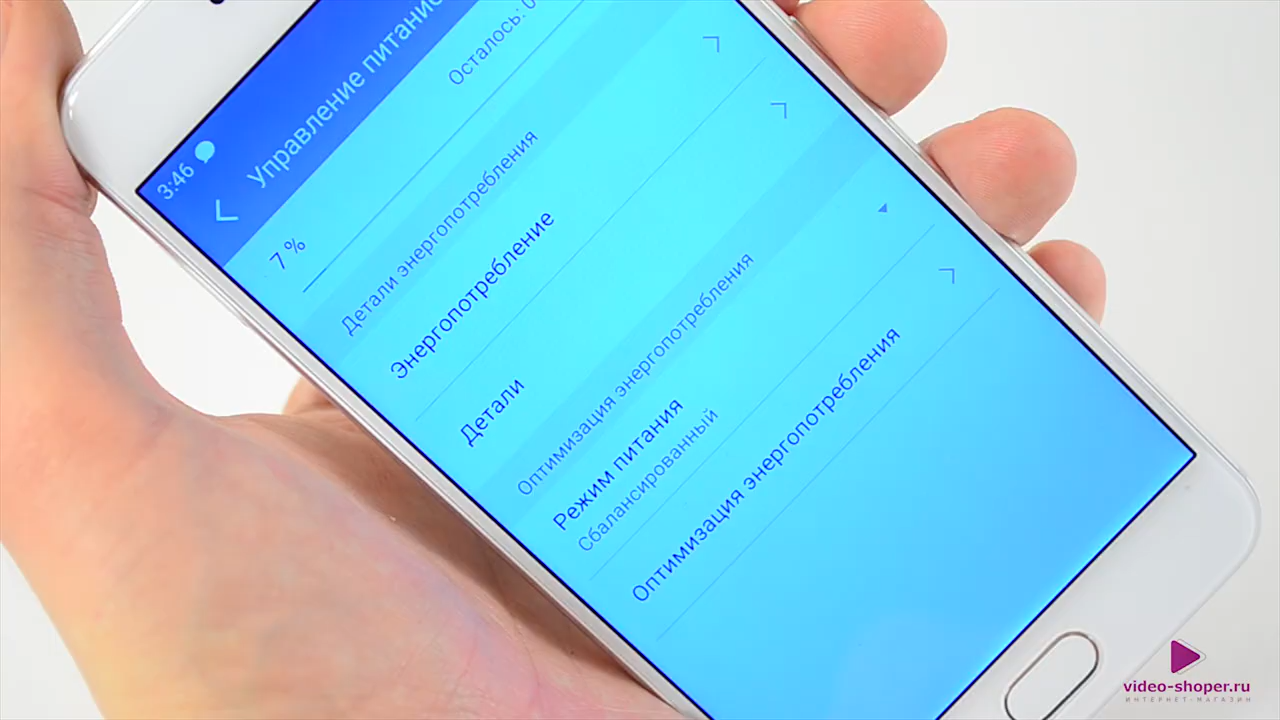 3:46
Управление питание
7 %
Осталось: 0
Детали энергопотребления
Энергопотребление
Детали
Оптимизация энергопотребления
Режим питания
Сбалансированный
Оптимизация энергопотребления
video-shoper.ru
ИНТЕРНЕТ-МАГАЗИН